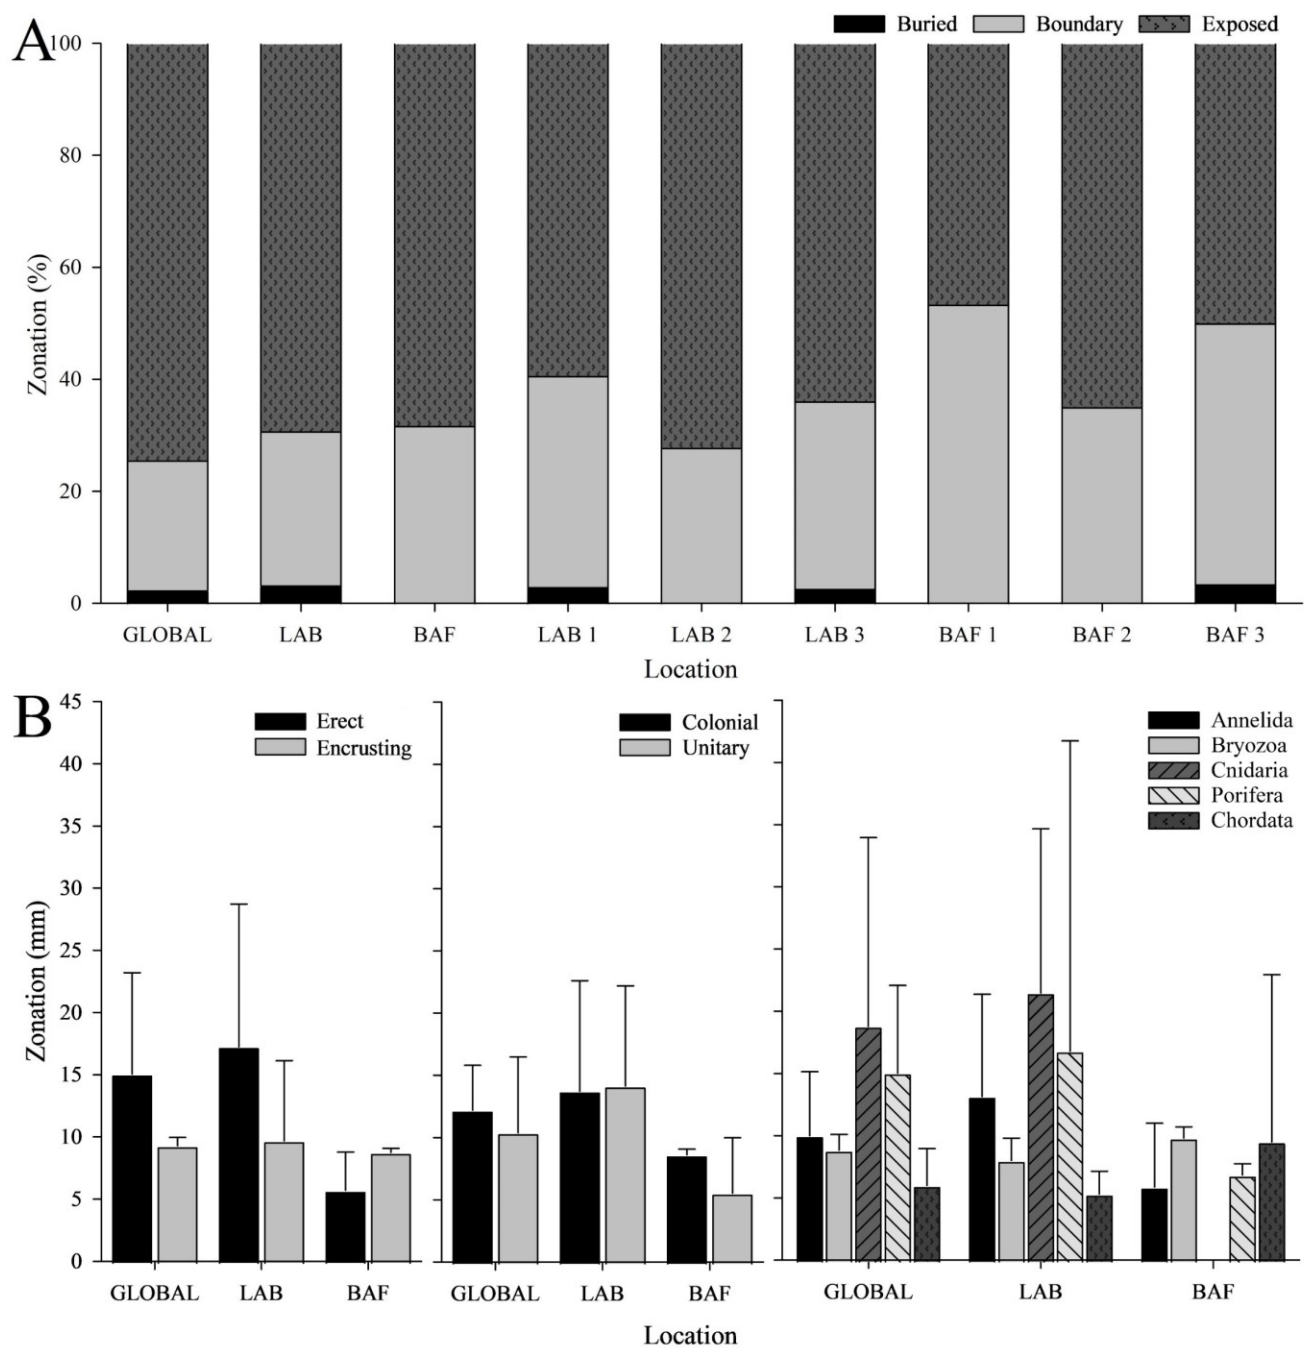 A
Buried Boundary Exposed
100
80
60
40
20
0
Zonation (%)
GLOBAL LAB BAF LAB 1 LAB 2 LAB 3 BAF 1 BAF 2 BAF 3
Location
B
45
40
35
30
25
20
15
10
5
0
Zonation (mm)
Erect
Encrusting
Colonial
Unitary
Annelida
Bryozoa
Cnidaria
Porifera
Chordata
GLOBAL LAB BAF GLOBAL LAB BAF GLOBAL LAB BAF
Location